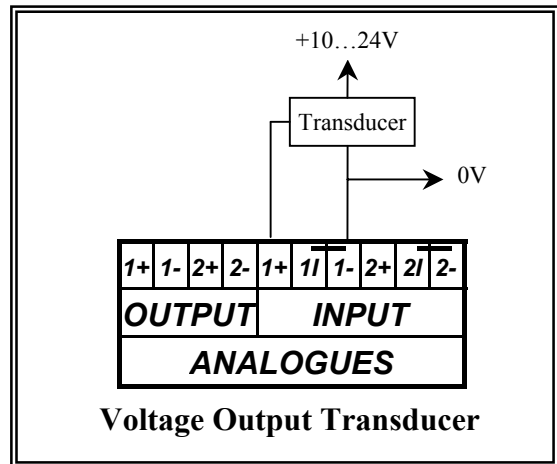 +10…24V
Transducer
0V
1+ 1- 2+ 2- 1+ 1I 1- 2+ 2I 2-
OUTPUT INPUT
ANALOGUES
Voltage Output Transducer